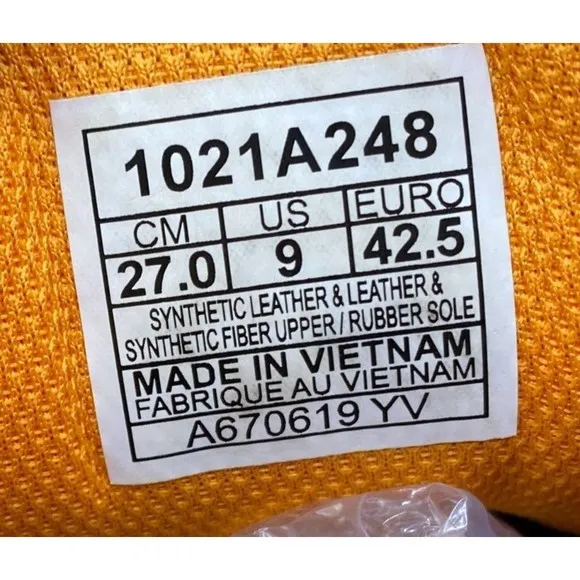 1021A248
CM US EURO
27.0 9 42.5
SYNTHETIC LEATHER & LEATHER &
SYNTHETIC FIBER UPPER / RUBBER SOLE
MADE IN VIETNAM
FABRIQUE AU VIETNAM
A670619 YV